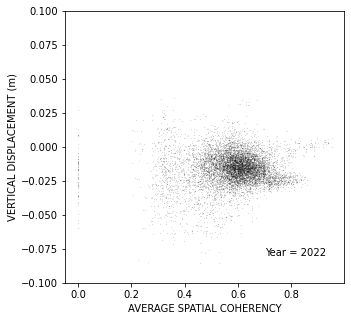 0.100
0.075
0.050
0.025
0.000
−0.025
−0.050
−0.075
−0.100
VERTICAL DISPLACEMENT (m)
Year = 2022
0.0 0.2 0.4 0.6 0.8
AVERAGE SPATIAL COHERENCY